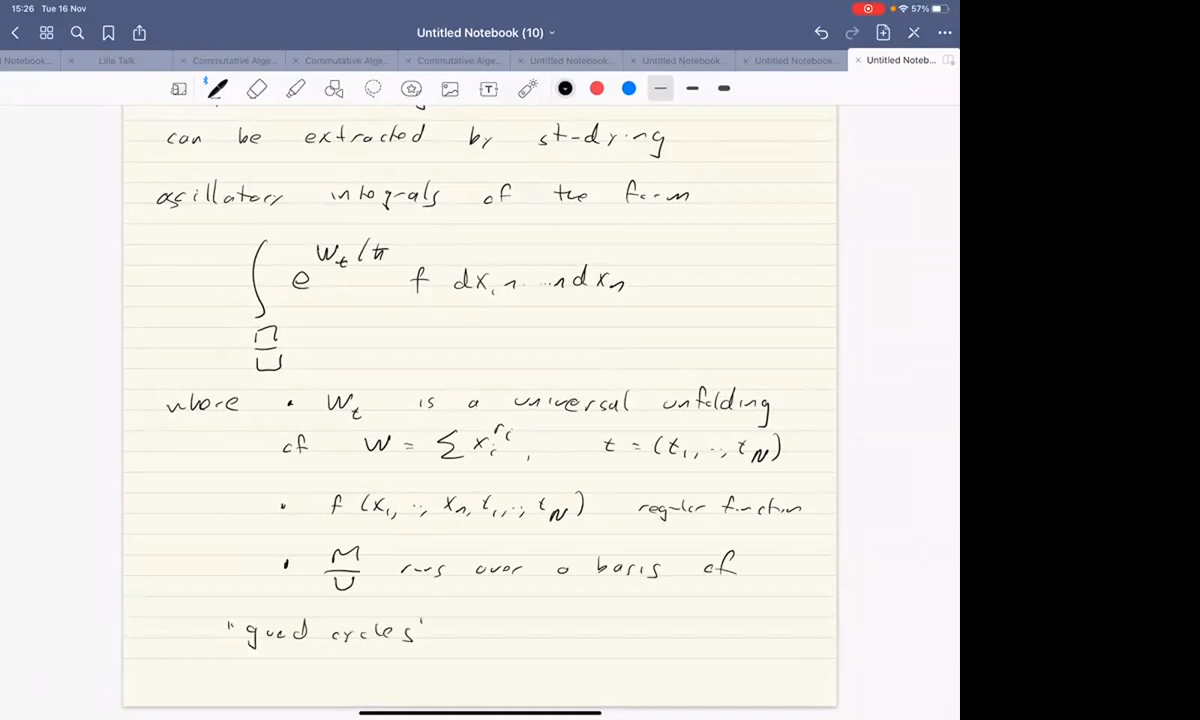 15:26 Tue 16 Nov 57%
Untitled Notebook (10)
Notebook... Lille Talk Commutative Alge... Commutative Alge... Commutative Alge... Untitled Notebook... Untitled Notebook... Untitled Notebook... Untitled Noteb...
can be extracted by studying
oscillatory integrals of the form
∫_Ξ e^{W_t/ħ} f dx_1 ∧ ... ∧ dx_n
where • W_t is a universal unfolding
of W = Σ x_i^{r_i}, t = (t_1, .., t_N)
• f (x_1, .., x_n, t_1, .., t_N) regular function
• Ξ runs over a basis of
"good cycles"